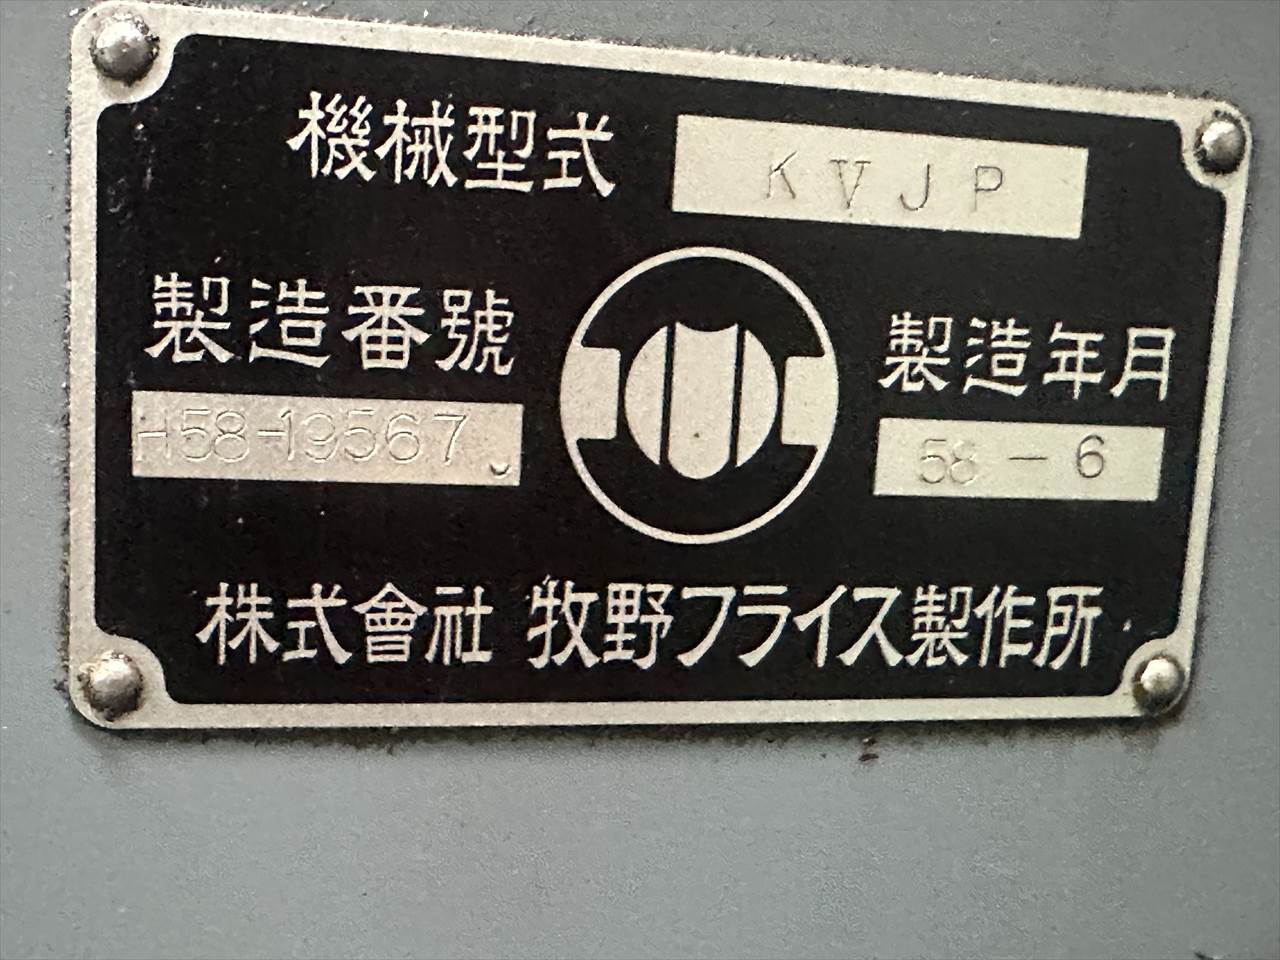 機械型式 KVJP
製造番號
H58-19567
製造年月
58-6
株式會社 牧野フライス製作所